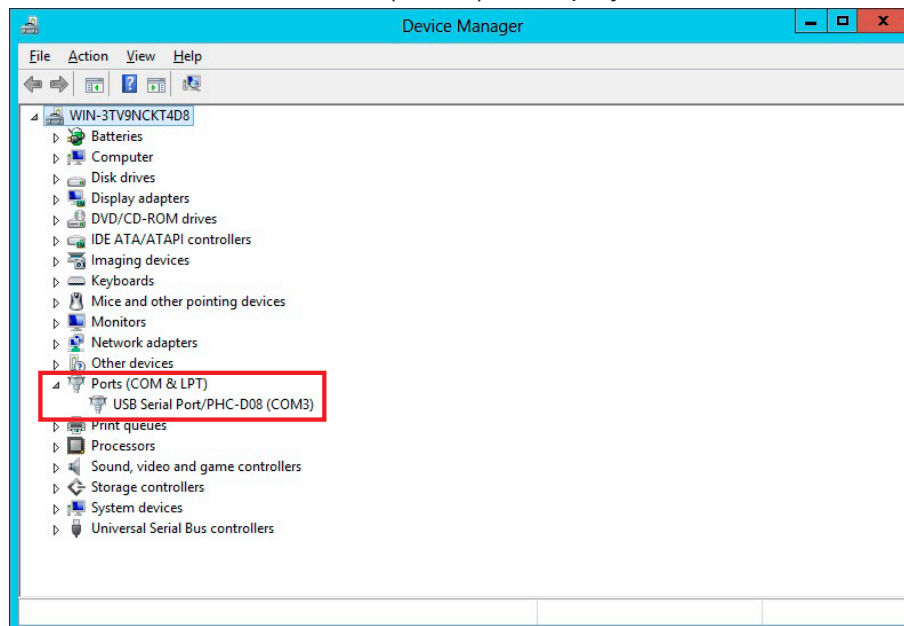 Device Manager
File Action View Help
WIN-3TV9NCKT4D8
Batteries
Computer
Disk drives
Display adapters
DVD/CD-ROM drives
IDE ATA/ATAPI controllers
Imaging devices
Keyboards
Mice and other pointing devices
Monitors
Network adapters
Other devices
Ports (COM & LPT)
USB Serial Port/PHC-D08 (COM3)
Print queues
Processors
Sound, video and game controllers
Storage controllers
System devices
Universal Serial Bus controllers